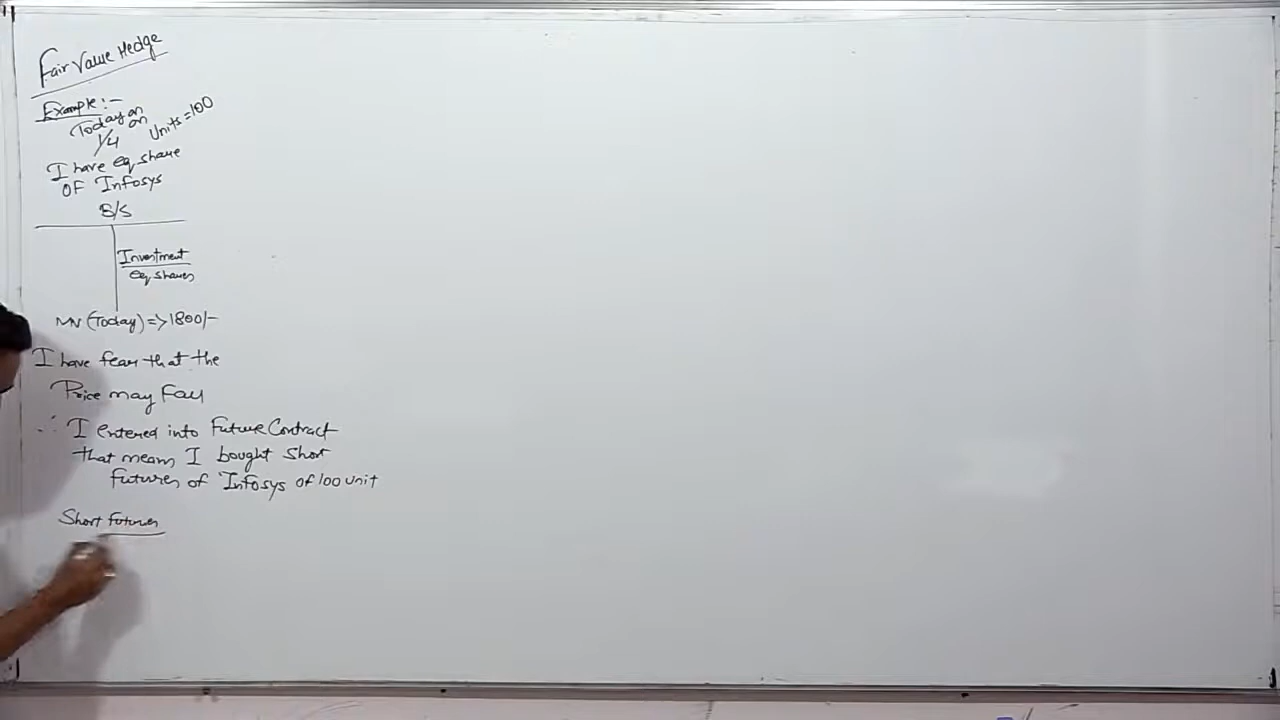 Fair Value Hedge
Example:-
Today on
on
1/4
Units=100
I have eq share
OF Infosys
B/S
Investment
eq shares
MV (Today) => 1800/-
I have fear that the
Price may Fall
∴ I entered into Future Contract
that means I bought short
futures of Infosys of 100 unit
Short Futures